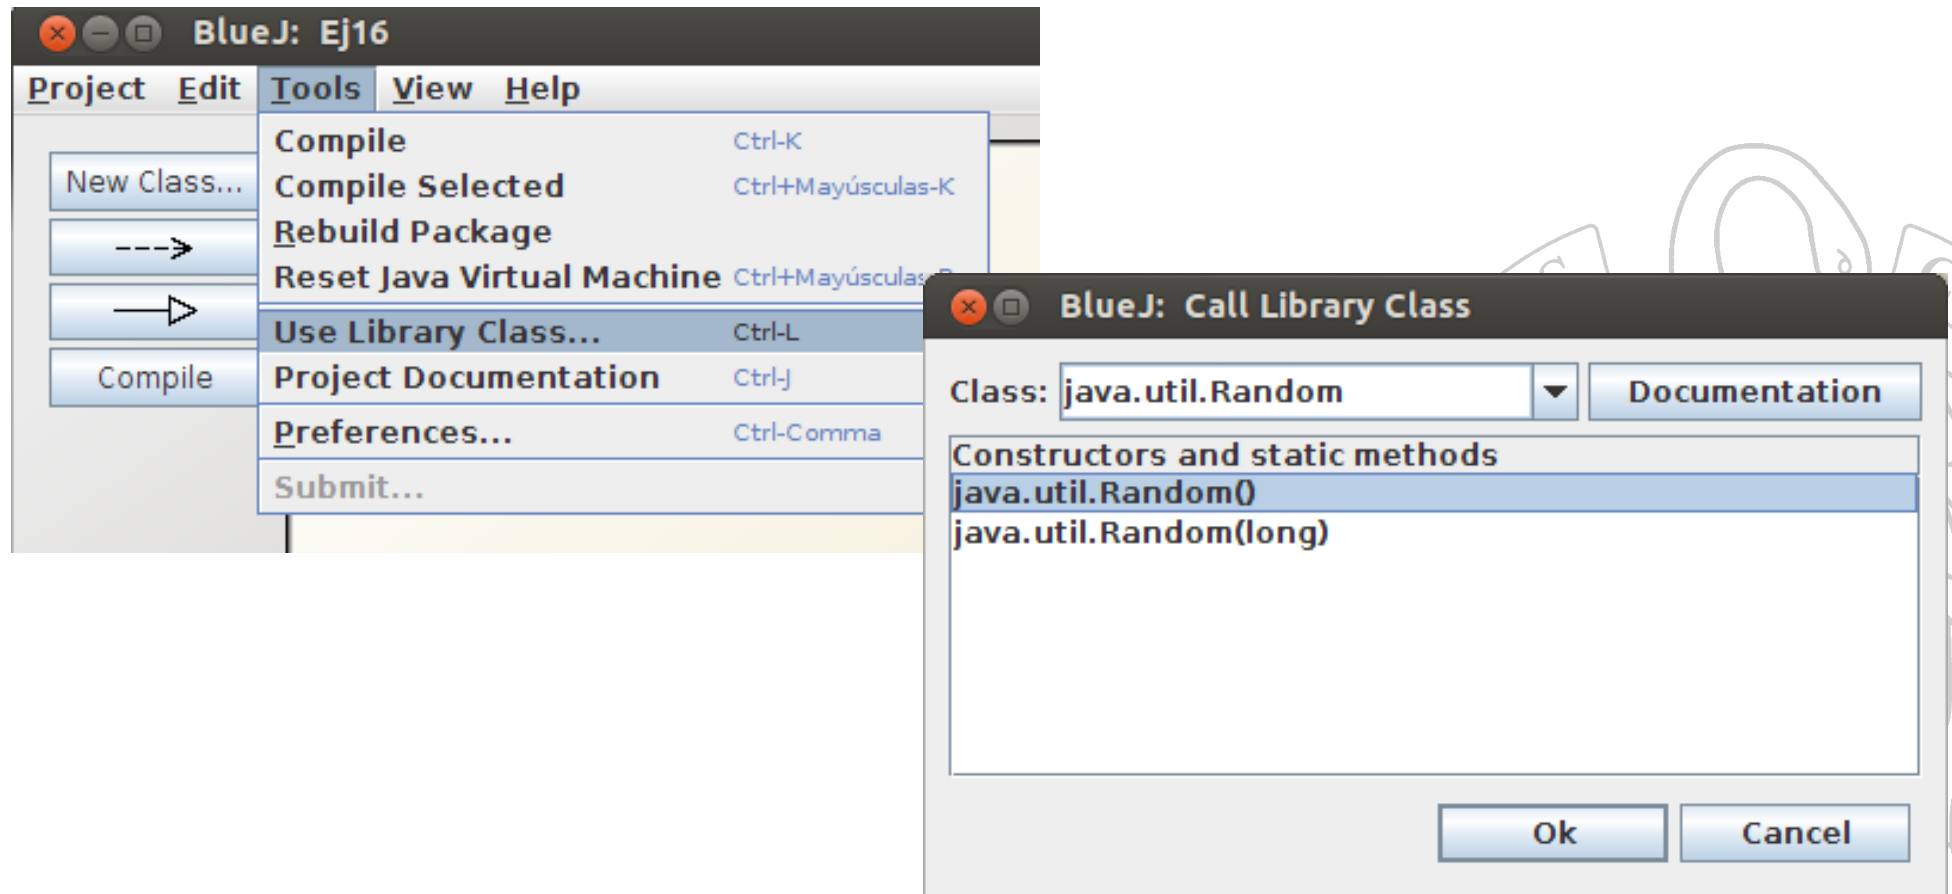 BlueJ: Ej16
Project Edit Tools View Help
New Class...
Compile
Compile Ctrl-K
Compile Selected Ctrl+Mayúsculas-K
Rebuild Package
Reset Java Virtual Machine Ctrl+Mayúsculas
Use Library Class... Ctrl-L
Project Documentation Ctrl-J
Preferences... Ctrl-Comma
Submit...
BlueJ: Call Library Class
Class: java.util.Random Documentation
Constructors and static methods
java.util.Random()
java.util.Random(long)
Ok Cancel